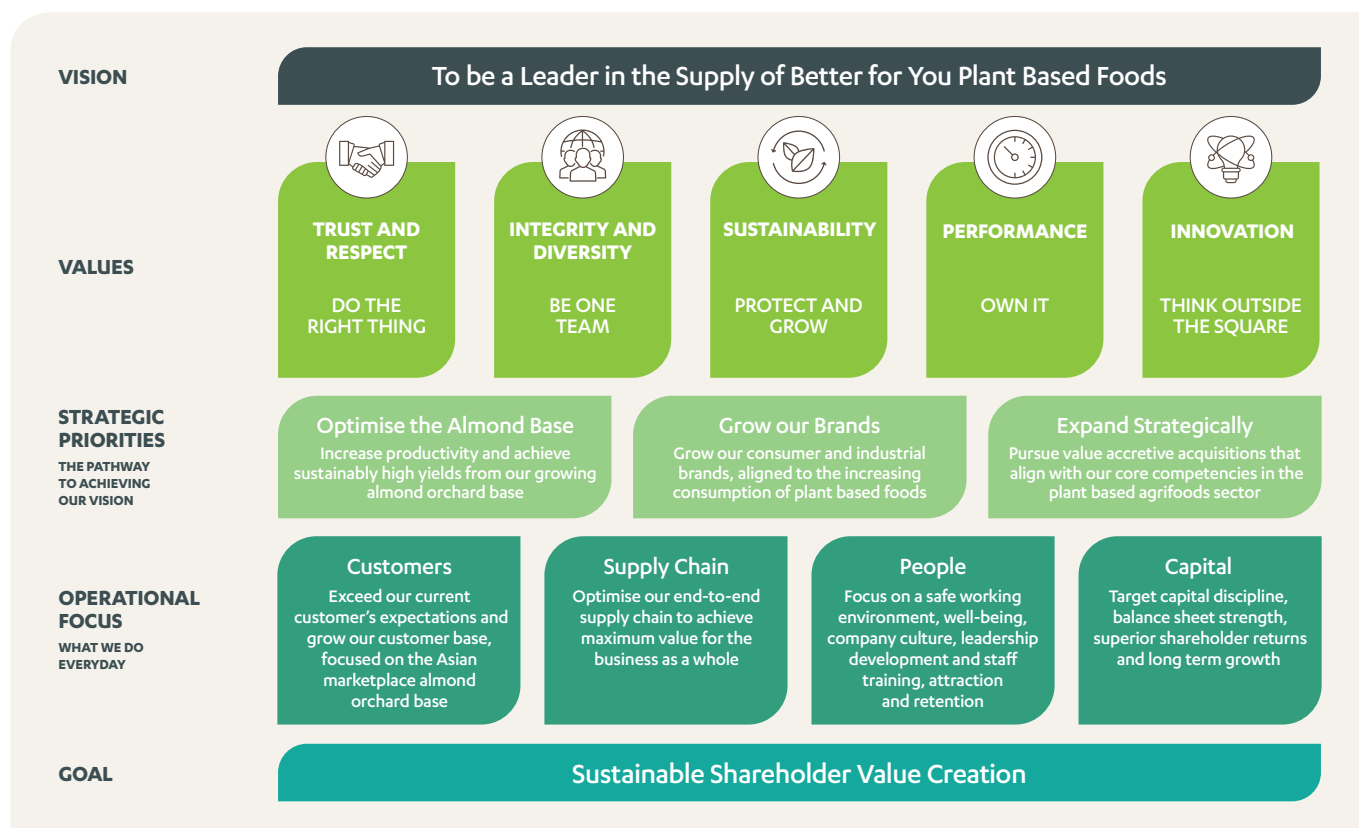 VISION
To be a Leader in the Supply of Better for You Plant Based Foods
VALUES
TRUST AND
RESPECT
DO THE
RIGHT THING
INTEGRITY AND
DIVERSITY
BE ONE
TEAM
SUSTAINABILITY
PROTECT AND
GROW
PERFORMANCE
OWN IT
INNOVATION
THINK OUTSIDE
THE SQUARE
STRATEGIC
PRIORITIES
THE PATHWAY
TO ACHIEVING
OUR VISION
Optimise the Almond Base
Increase productivity and achieve
sustainably high yields from our growing
almond orchard base
Grow our Brands
Grow our consumer and industrial
brands, aligned to the increasing
consumption of plant based foods
Expand Strategically
Pursue value accretive acquisitions that
align with our core competencies in the
plant based agrifoods sector
OPERATIONAL
FOCUS
WHAT WE DO
EVERYDAY
Customers
Exceed our current
customer's expectations and
grow our customer base,
focused on the Asian
marketplace almond
orchard base
Supply Chain
Optimise our end-to-end
supply chain to achieve
maximum value for the
business as a whole
People
Focus on a safe working
environment, well-being,
company culture, leadership
development and staff
training, attraction
and retention
Capital
Target capital discipline,
balance sheet strength,
superior shareholder returns
and long term growth
GOAL
Sustainable Shareholder Value Creation